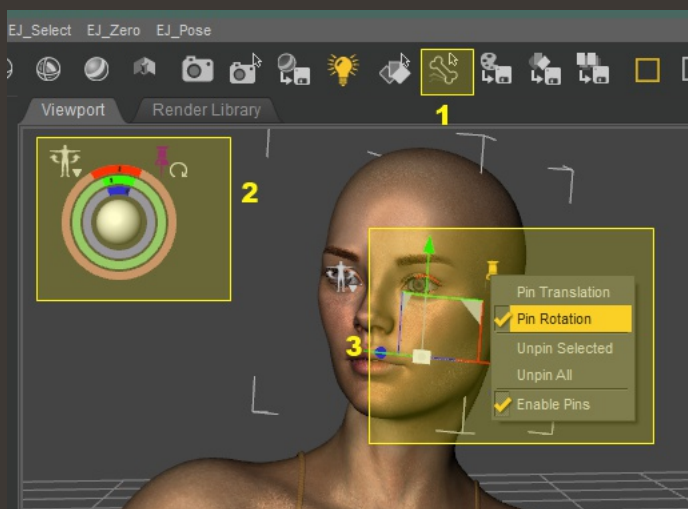 EJ_Select EJ_Zero EJ_Pose
Viewport Render Library
1
2
3
Pin Translation
Pin Rotation
Unpin Selected
Unpin All
Enable Pins